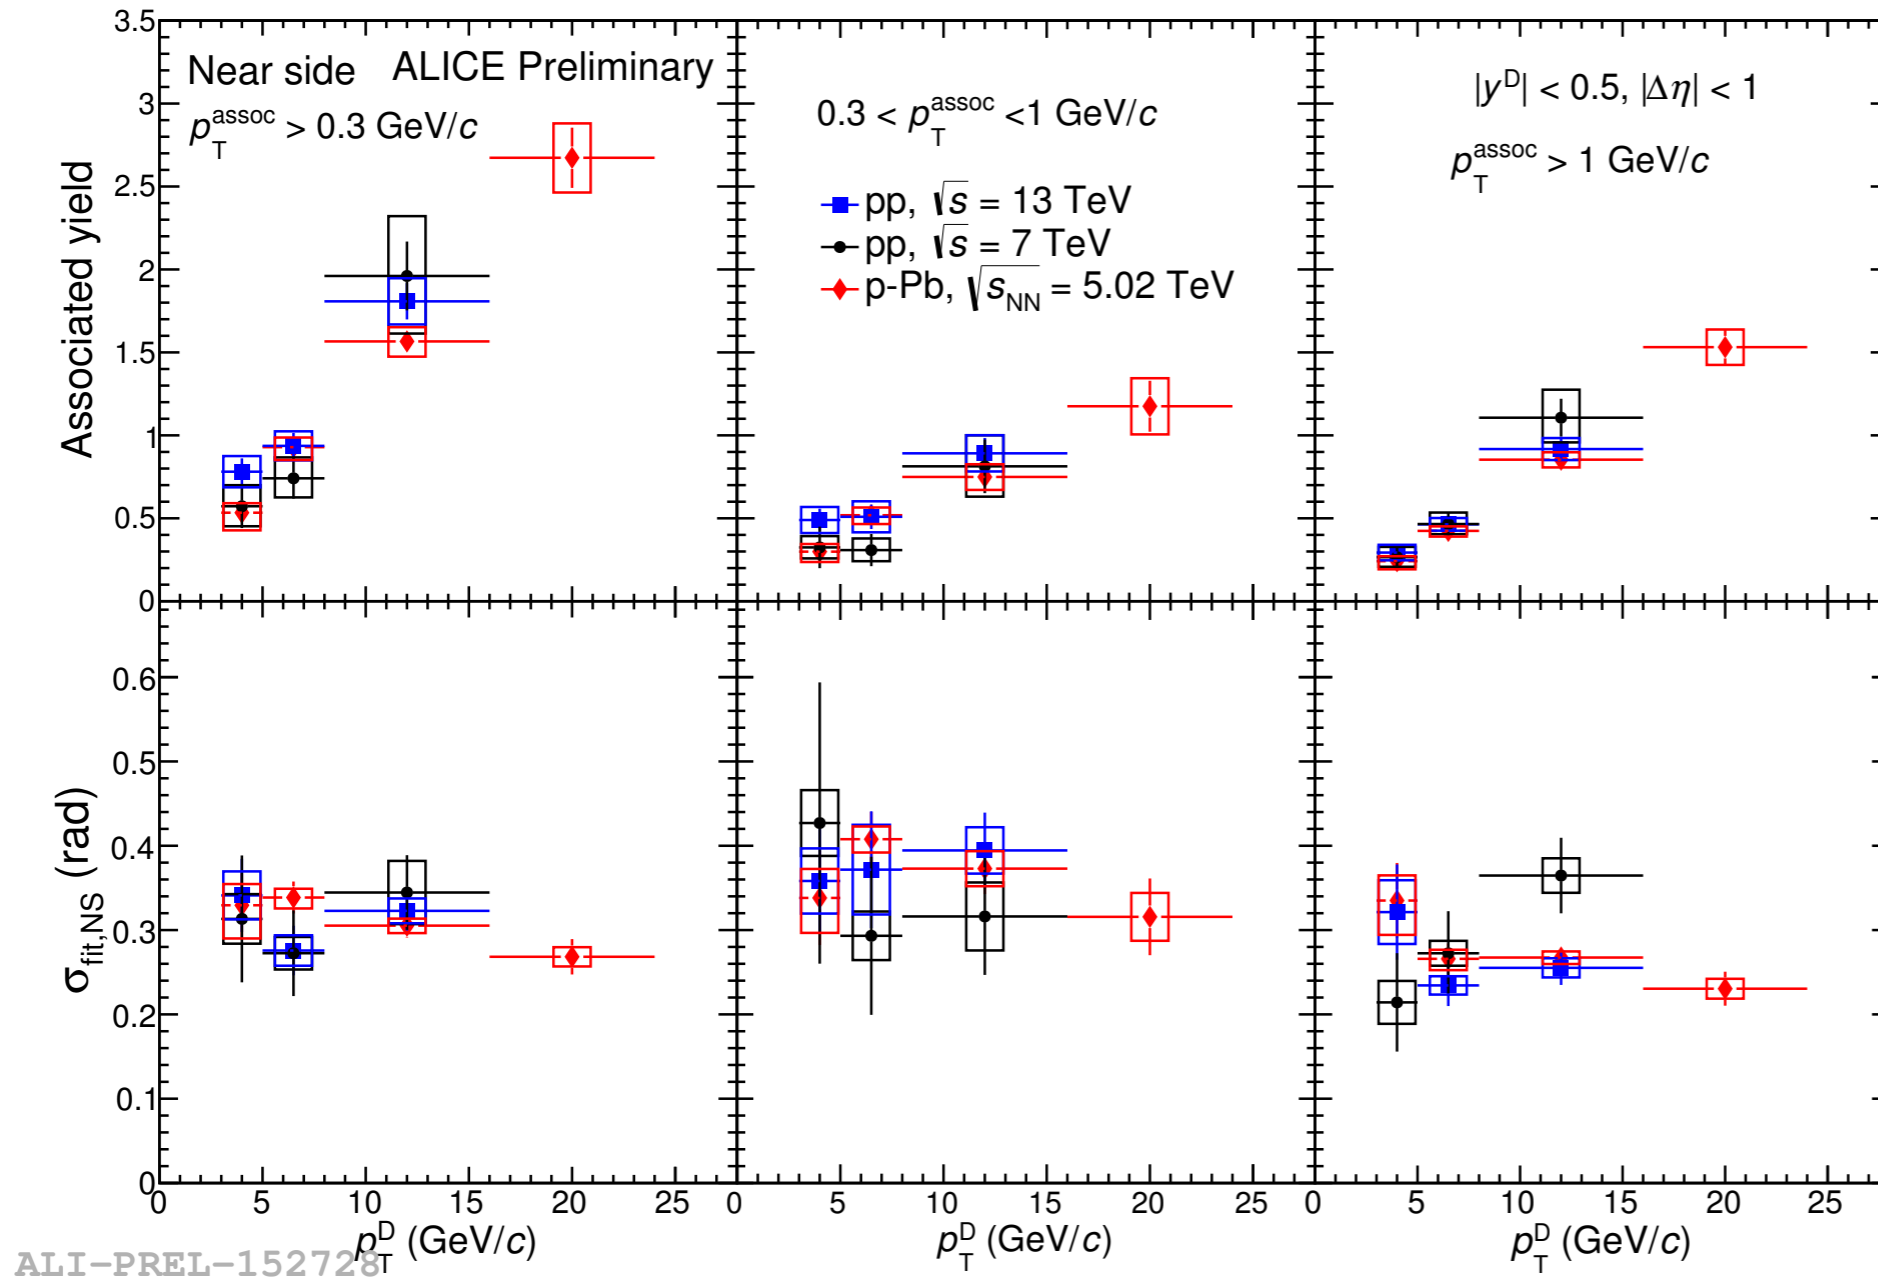 3.5
3
2.5
2
1.5
1
0.5
0
Associated yield
Near side ALICE Preliminary
p_T^assoc > 0.3 GeV/c
0.3 < p_T^assoc <1 GeV/c
pp, √s = 13 TeV
pp, √s = 7 TeV
p-Pb, √s_NN = 5.02 TeV
|y^D| < 0.5, |Δη| < 1
p_T^assoc > 1 GeV/c
0.6
0.5
0.4
0.3
0.2
0.1
0
σ_fit,NS (rad)
0 5 10 15 20 25 0 5 10 15 20 25 0 5 10 15 20 25
p_T^D (GeV/c) p_T^D (GeV/c) p_T^D (GeV/c)
ALI-PREL-152728